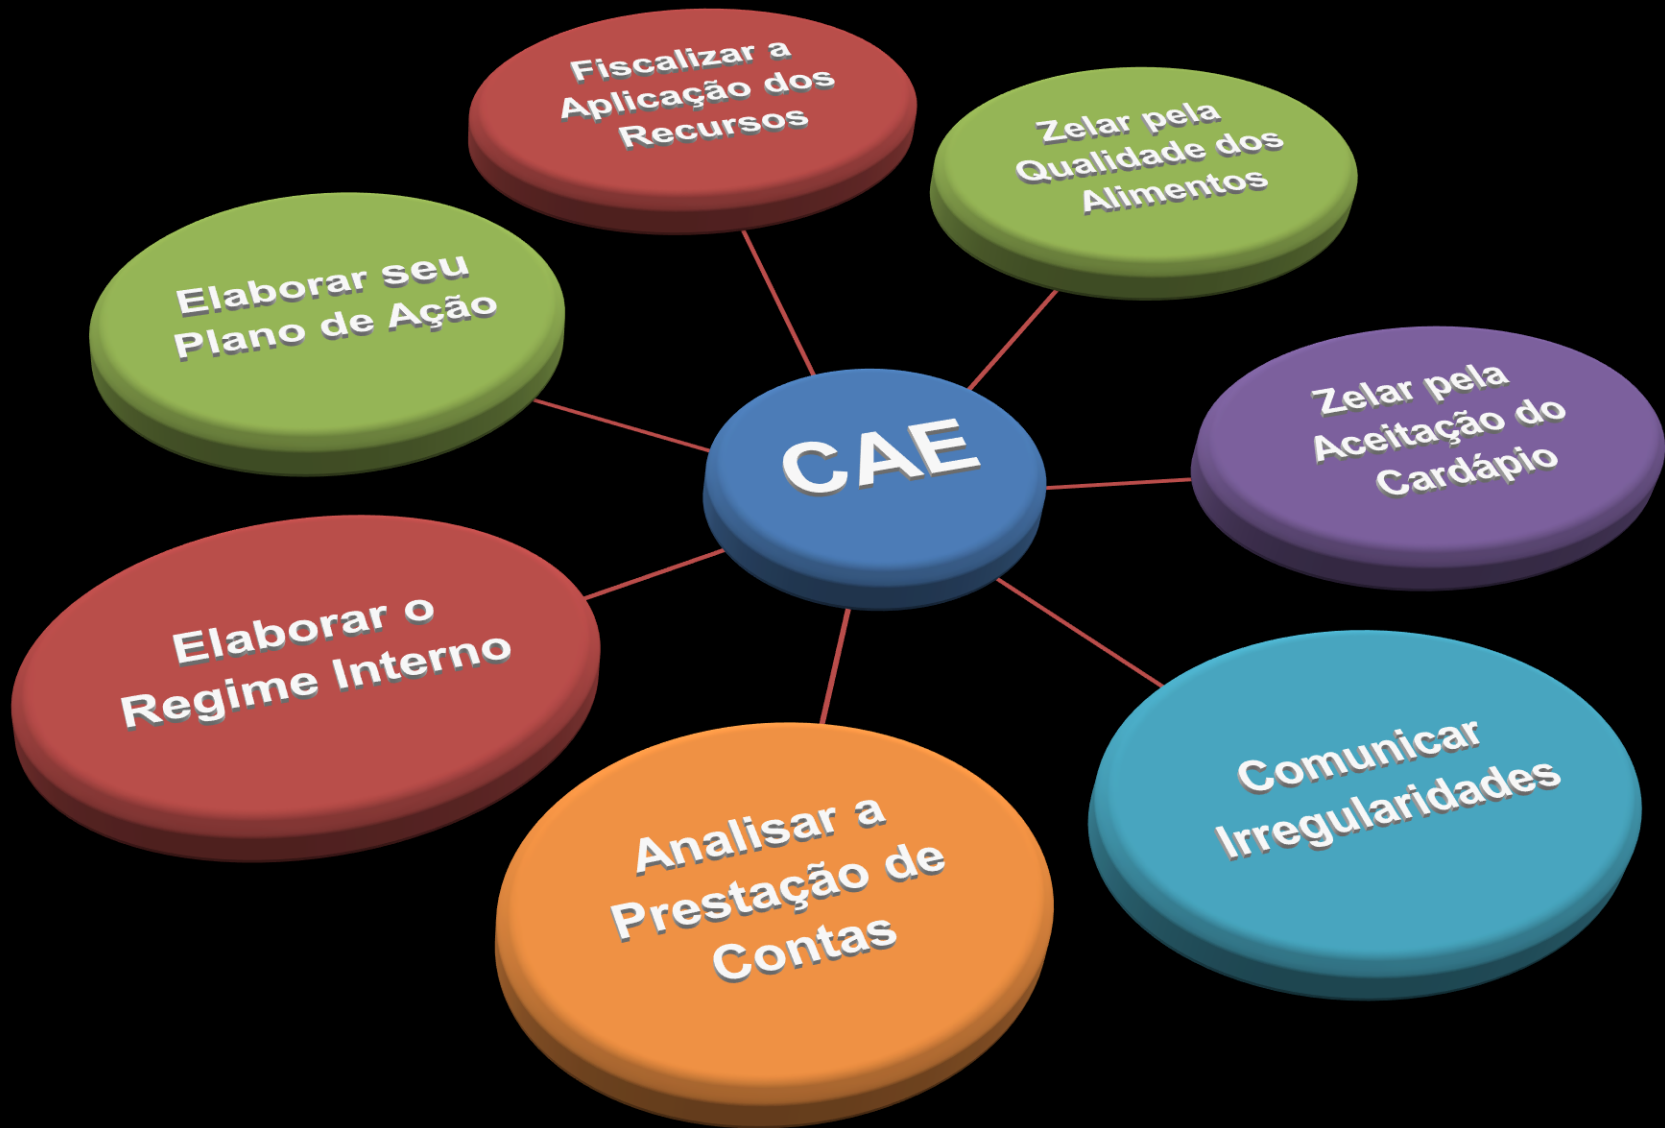 Fiscalizar a
Aplicação dos
Recursos
Zelar pela
Qualidade dos
Alimentos
Zelar pela
Aceitação do
Cardápio
Comunicar
Irregularidades
Analisar a
Prestação de
Contas
Elaborar o
Regime Interno
Elaborar seu
Plano de Ação
CAE